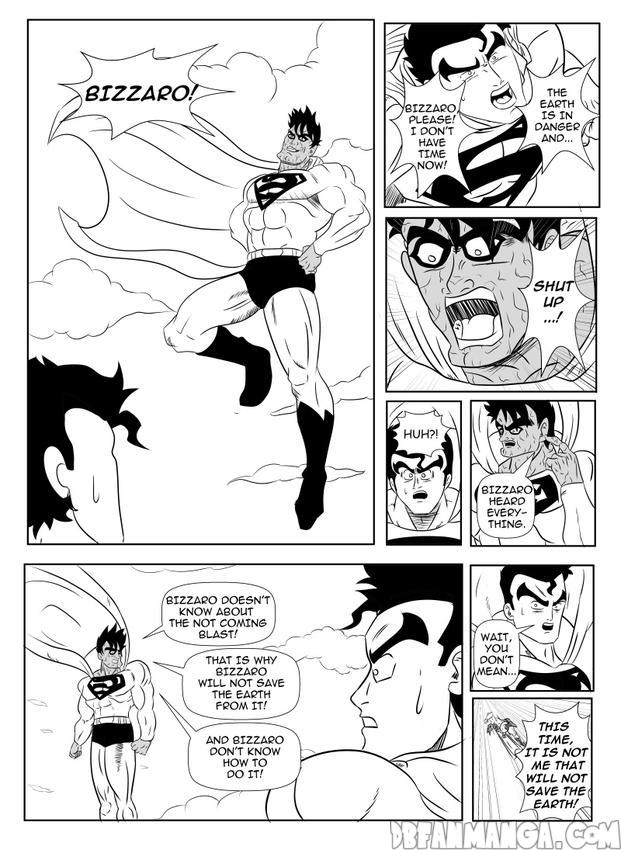 BIZZARO!
BIZZARO
PLEASE!
I DON'T
HAVE
TIME
NOW!
THE
EARTH
IS IN
DANGER
AND...
SHUT
UP
...!
HUH?!
BIZZARO
HEARD
EVERY-
THING.
BIZZARO DOESN'T
KNOW ABOUT
THE NOT COMING
BLAST!
THAT IS WHY
BIZZARO
WILL NOT SAVE
THE EARTH
FROM IT!
AND BIZZARO
DON'T KNOW
HOW TO
DO IT!
WAIT,
YOU
DON'T
MEAN...
THIS
TIME,
IT IS NOT
ME THAT
WILL NOT
SAVE THE
EARTH!
DBFANMANGA.COM